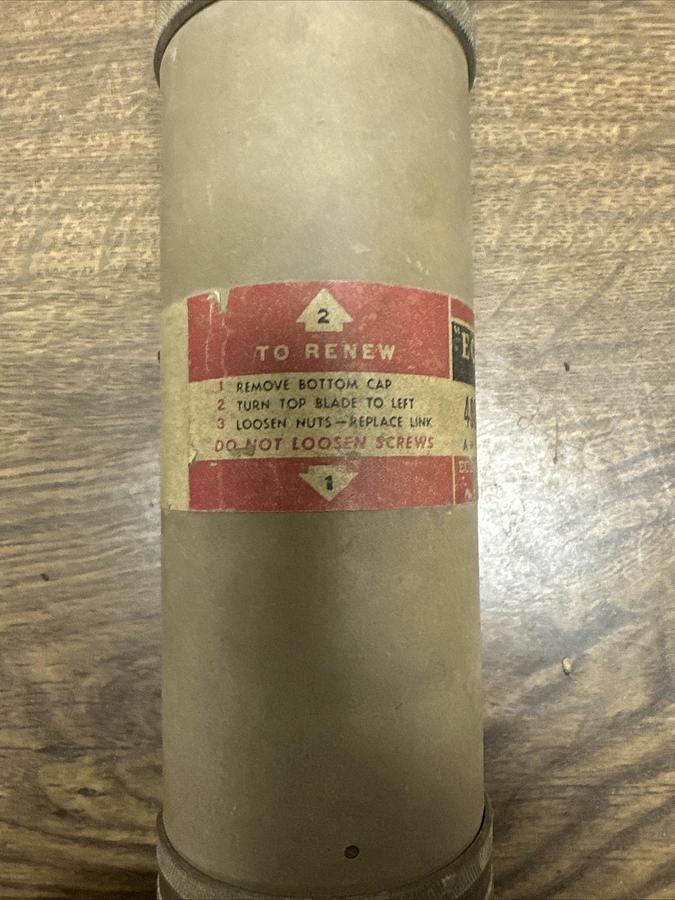 2
TO RENEW
1 REMOVE BOTTOM CAP
2 TURN TOP BLADE TO LEFT
3 LOOSEN NUTS—REPLACE LINK
DO NOT LOOSEN SCREWS
1